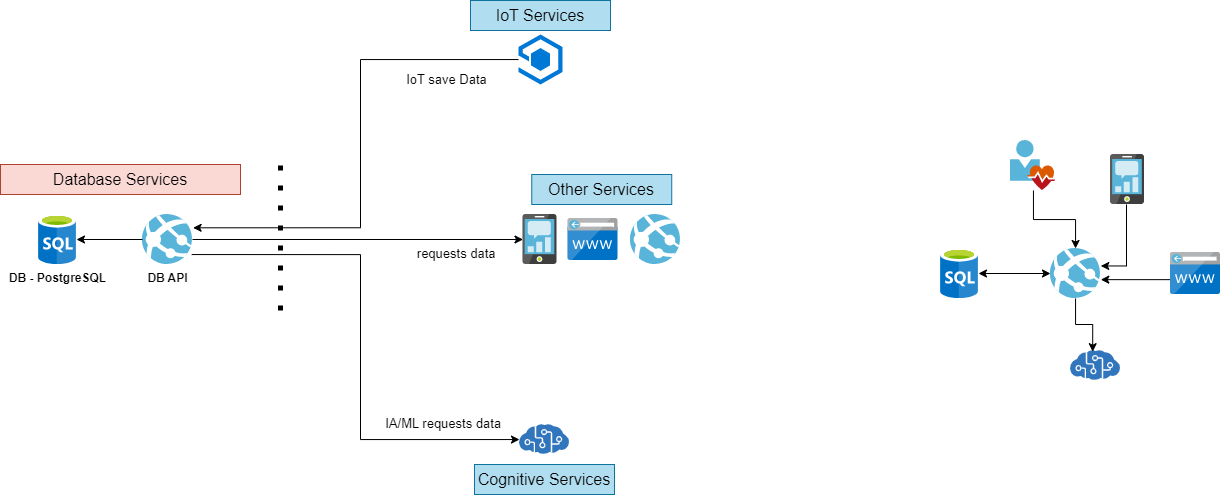 IoT Services
IoT save Data
Database Services
Other Services
SQL
WWW
requests data
DB - PostgreSQL
DB API
SQL
WWW
IA/ML requests data
Cognitive Services